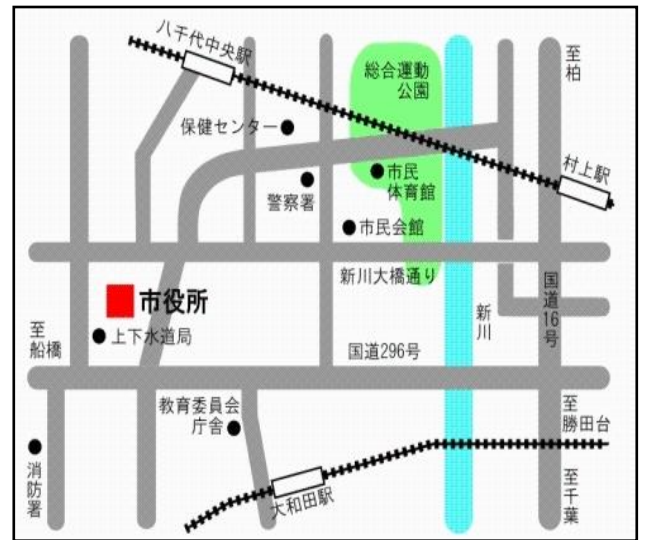 八千代中央駅
総合運動
公園
至柏
保健センター
村上駅
市民
体育館
警察署
市民会館
新川大橋通り
市役所
国道16号
新川
至
船橋
上下水道局
国道296号
教育委員会
庁舎
至
勝田台
消防署
大和田駅
至千葉